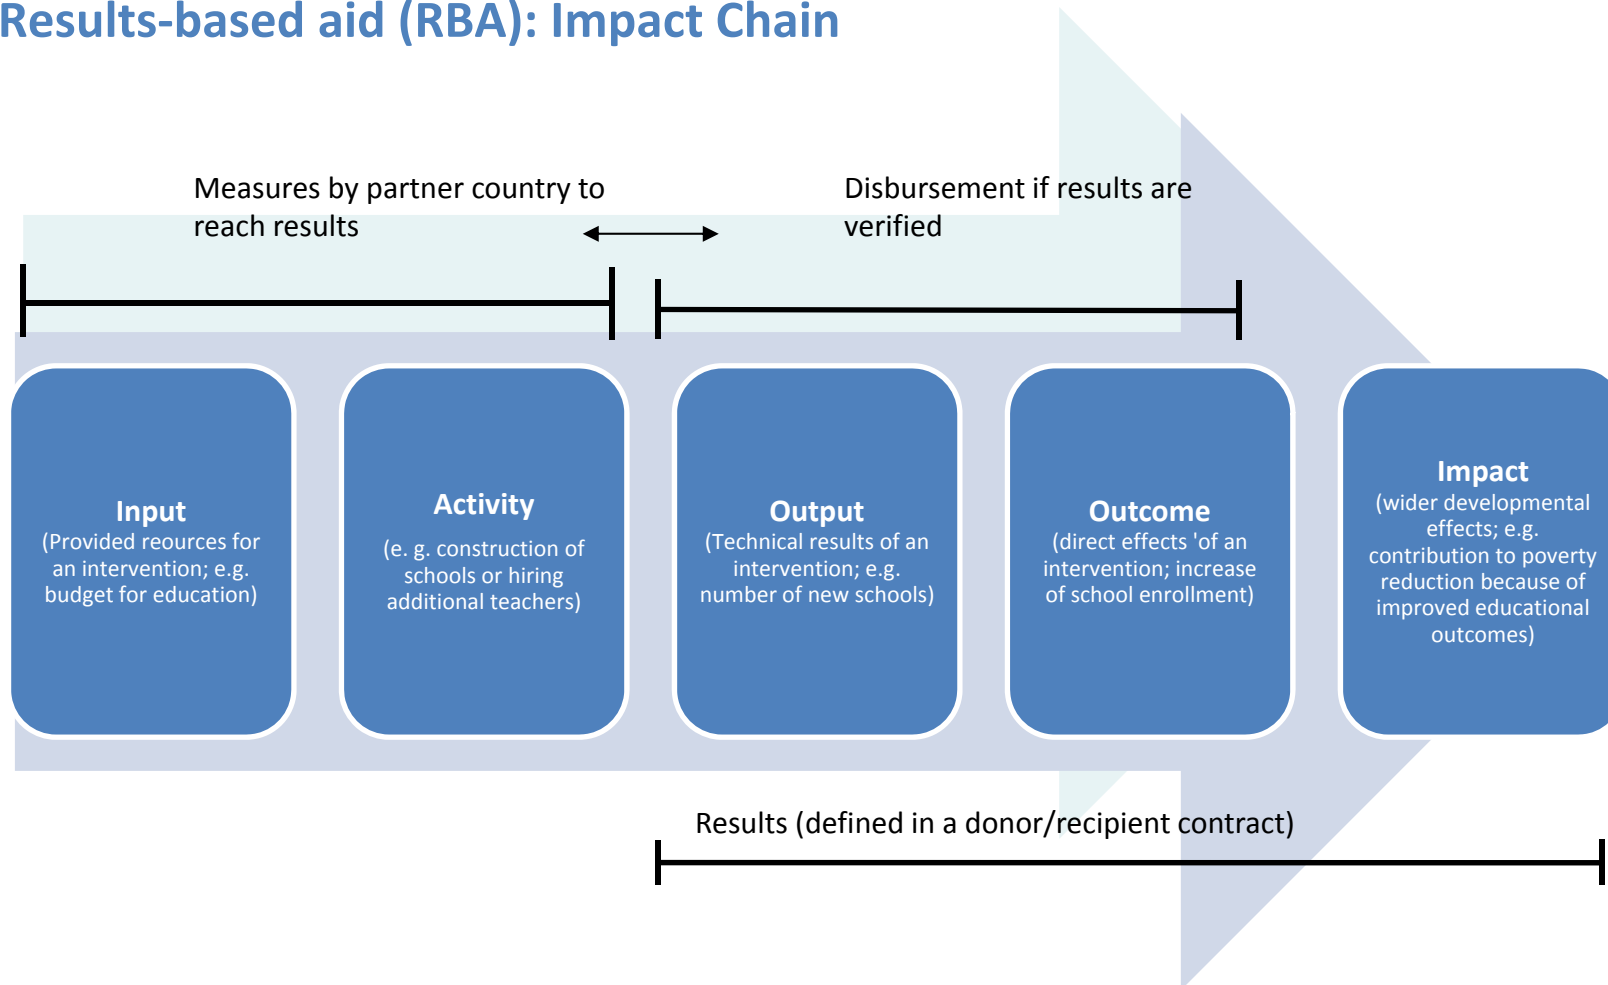 Results-based aid (RBA): Impact Chain
Measures by partner country to
reach results
Disbursement if results are
verified
Input
(Provided reources for
an intervention; e.g.
budget for education)
Activity
(e. g. construction of
schools or hiring
additional teachers)
Output
(Technical results of an
intervention; e.g.
number of new schools)
Outcome
(direct effects 'of an
intervention; increase
of school enrollment)
Impact
(wider developmental
effects; e.g.
contribution to poverty
reduction because of
improved educational
outcomes)
Results (defined in a donor/recipient contract)